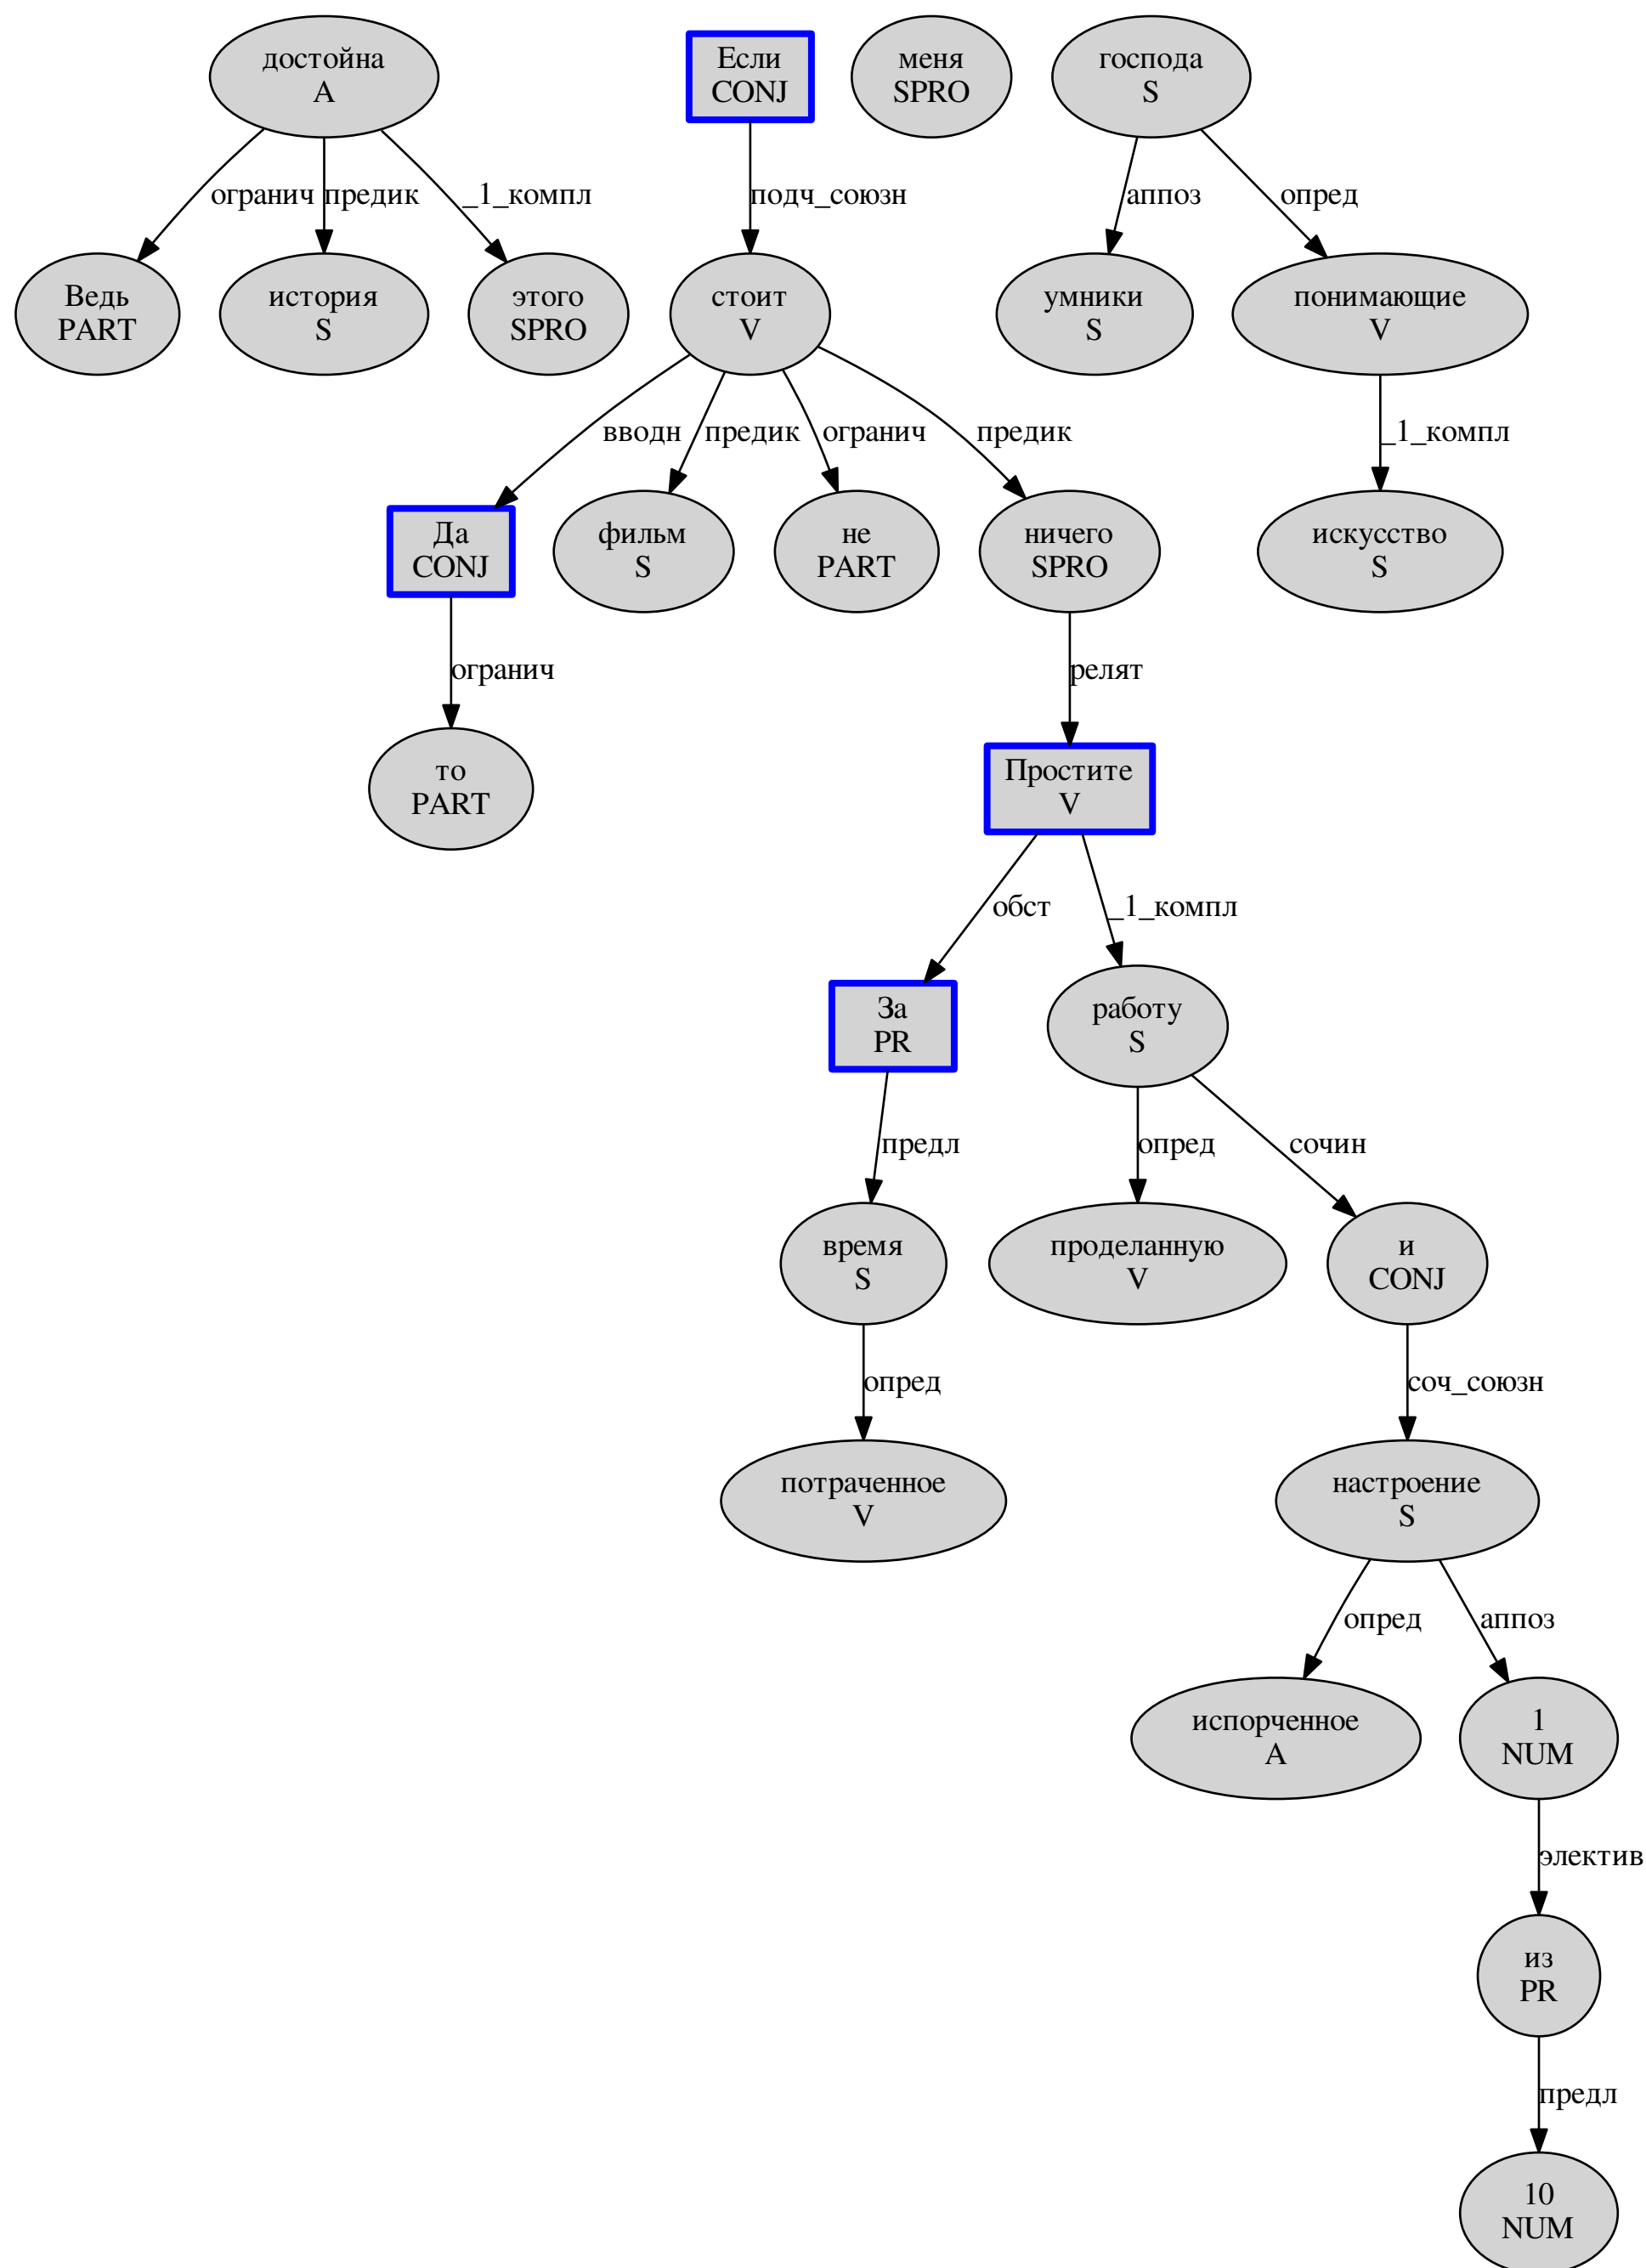 достойна
A
Если
CONJ
меня
SPRO
господа
S
огранич
предик
_1_компл
подч_союзн
аппоз
опред
Ведь
PART
история
S
этого
SPRO
стоит
V
умники
S
понимающие
V
вводн
предик
огранич
предик
_1_компл
Да
CONJ
фильм
S
не
PART
ничего
SPRO
искусство
S
огранич
релят
то
PART
Простите
V
обст
_1_компл
За
PR
работу
S
предл
опред
сочин
время
S
проделанную
V
и
CONJ
опред
соч_союзн
потраченное
V
настроение
S
опред
аппоз
испорченное
A
1
NUM
электив
из
PR
предл
10
NUM